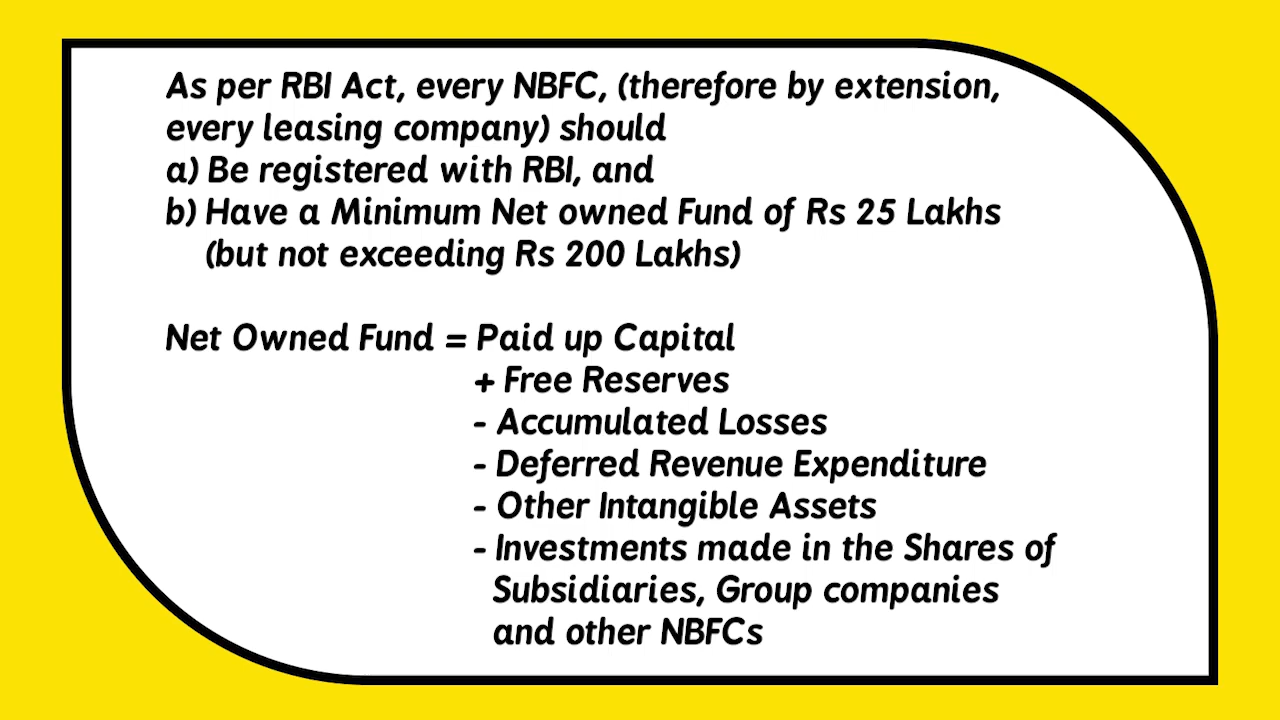 As per RBI Act, every NBFC, (therefore by extension,
every leasing company) should
a) Be registered with RBI, and
b) Have a Minimum Net owned Fund of Rs 25 Lakhs
(but not exceeding Rs 200 Lakhs)
Net Owned Fund = Paid up Capital
+ Free Reserves
- Accumulated Losses
- Deferred Revenue Expenditure
- Other Intangible Assets
- Investments made in the Shares of
Subsidiaries, Group companies
and other NBFCs